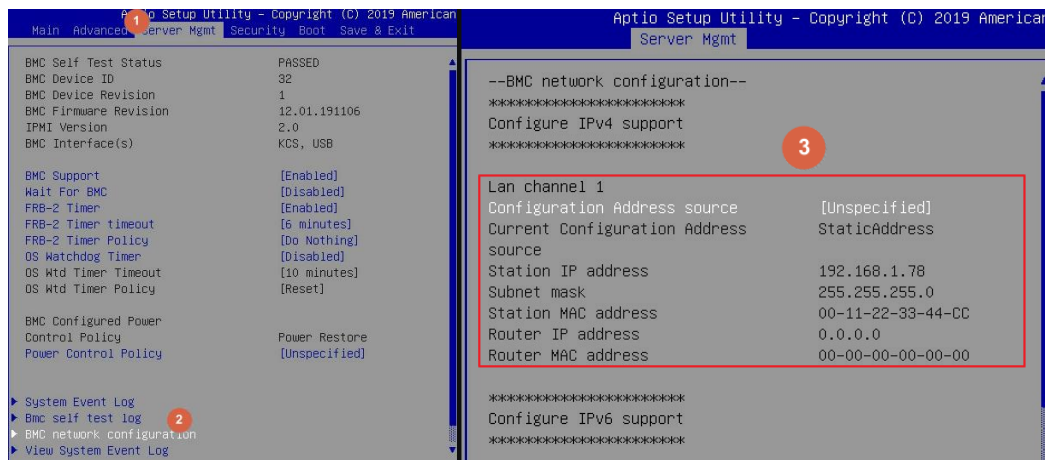 Aptio Setup Utility – Copyright (C) 2019 American
1
Main Advanced Server Mgmt Security Boot Save & Exit
BMC Self Test Status PASSED
BMC Device ID 32
BMC Device Revision 1
BMC Firmware Revision 12.01.191106
IPMI Version 2.0
BMC Interface(s) KCS, USB
BMC Support [Enabled]
Wait For BMC [Disabled]
FRB-2 Timer [Enabled]
FRB-2 Timer timeout [6 minutes]
FRB-2 Timer Policy [Do Nothing]
OS Watchdog Timer [Disabled]
OS Wtd Timer Timeout [10 minutes]
OS Wtd Timer Policy [Reset]
BMC Configured Power
Control Policy Power Restore
Power Control Policy [Unspecified]
System Event Log
Bmc self test log
2
BMC network configuration
View System Event Log
Aptio Setup Utility – Copyright (C) 2019 American
Server Mgmt
--BMC network configuration--
************************
Configure IPv4 support
************************
3
Lan channel 1
Configuration Address source [Unspecified]
Current Configuration Address StaticAddress
source
Station IP address 192.168.1.78
Subnet mask 255.255.255.0
Station MAC address 00-11-22-33-44-CC
Router IP address 0.0.0.0
Router MAC address 00-00-00-00-00-00
************************
Configure IPv6 support
************************